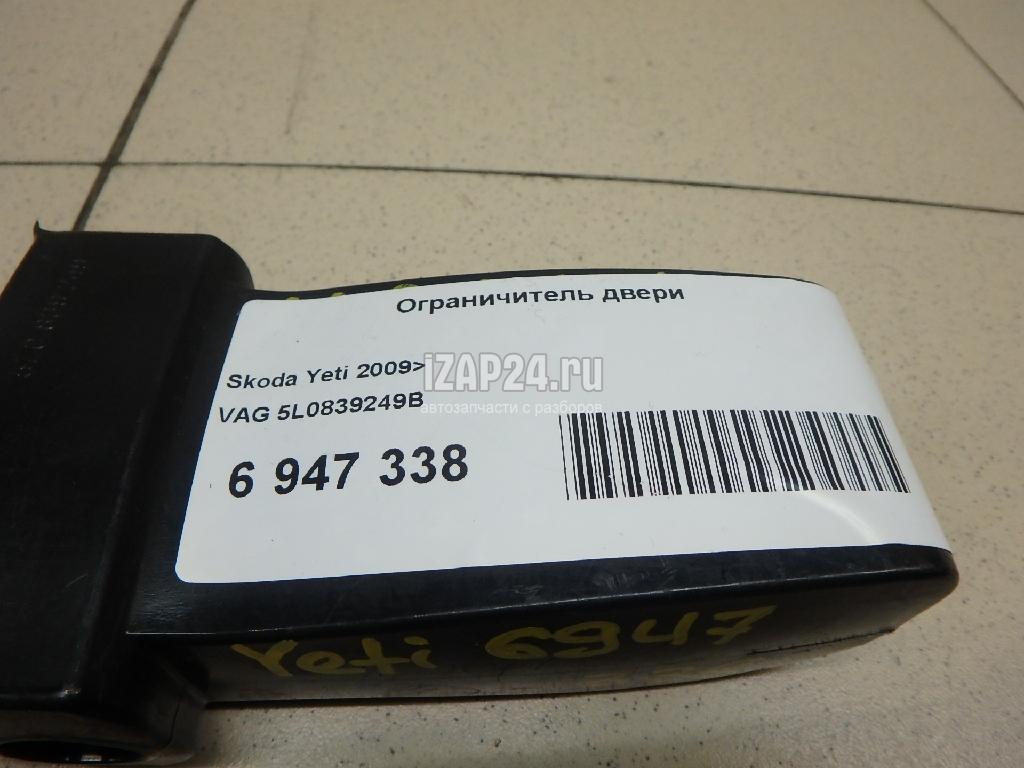 Ограничитель двери
Skoda Yeti 2009>
VAG 5L0839249B
6 947 338
iZAP24.ru
автозапчасти с разборов
Yeti 6947